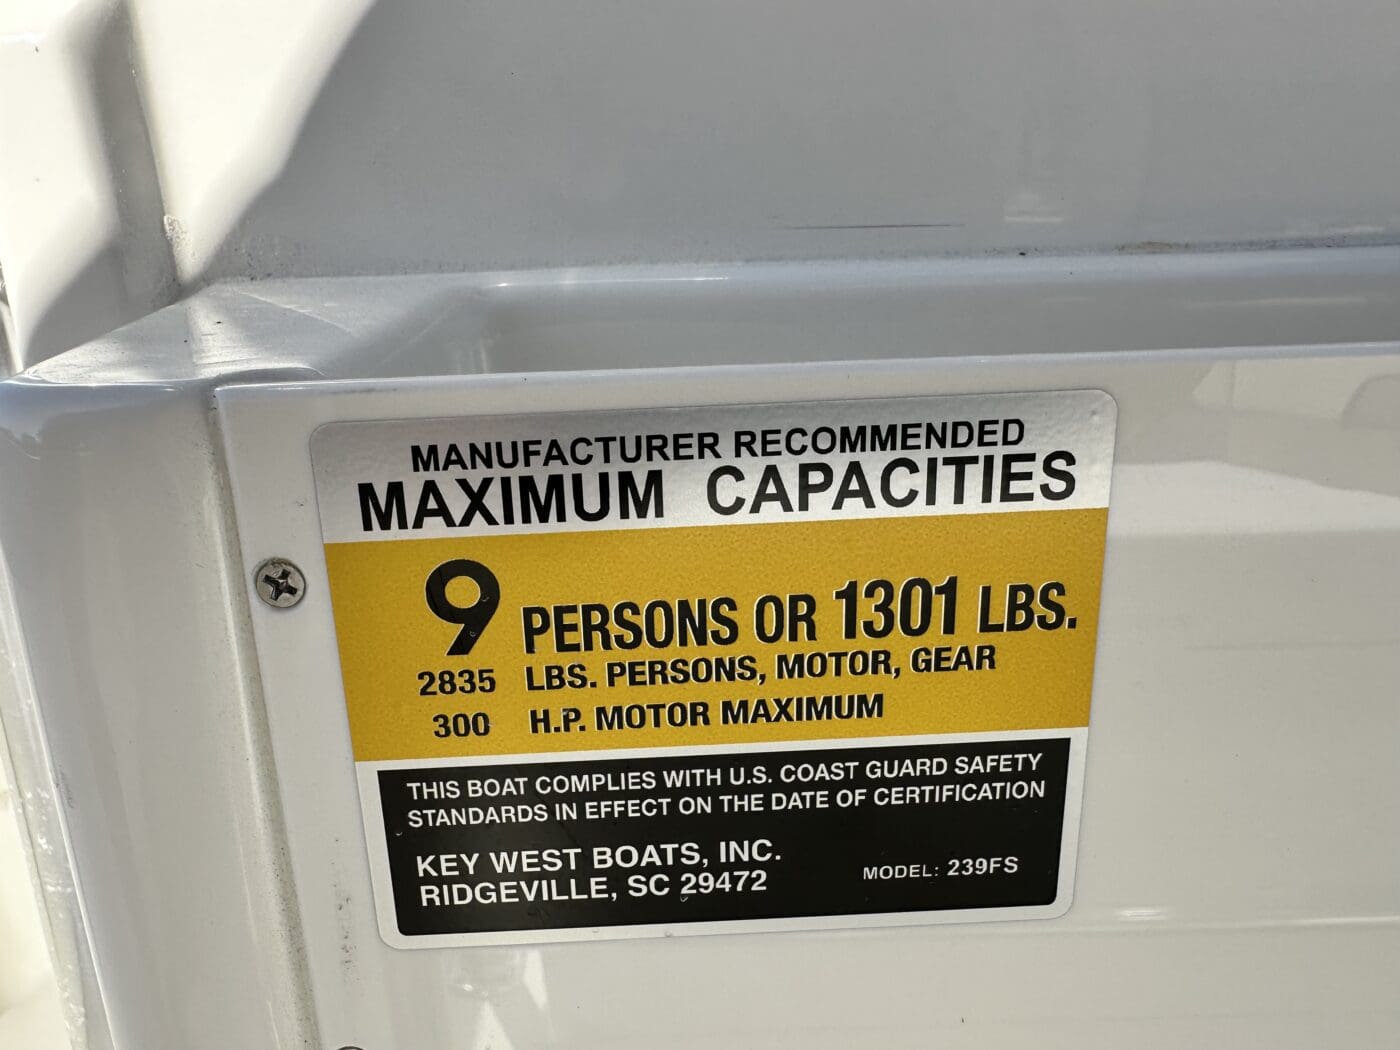 MANUFACTURER RECOMMENDED
MAXIMUM CAPACITIES
9 PERSONS OR 1301 LBS.
2835 LBS. PERSONS, MOTOR, GEAR
300 H.P. MOTOR MAXIMUM
THIS BOAT COMPLIES WITH U.S. COAST GUARD SAFETY
STANDARDS IN EFFECT ON THE DATE OF CERTIFICATION
KEY WEST BOATS, INC.
RIDGEVILLE, SC 29472 MODEL: 239FS